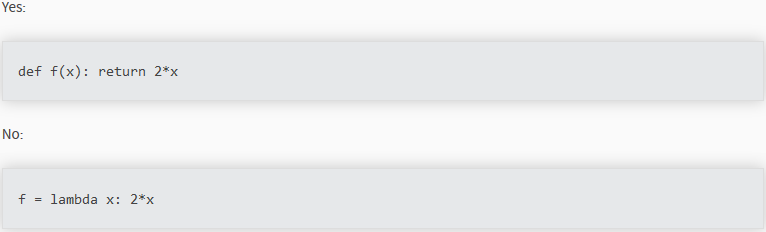 Yes:
def f(x): return 2*x
No:
f = lambda x: 2*x